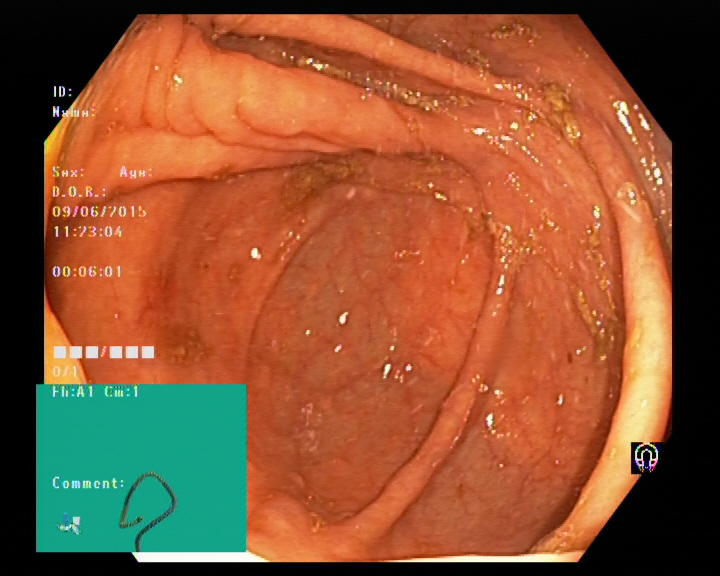 ID:
Name:
Sex: Age:
D.O.B.:
09/06/2015
11:23:04
00:06:01
■■■/■■■
0/1
Eh:A1 Cm:1
Comment: